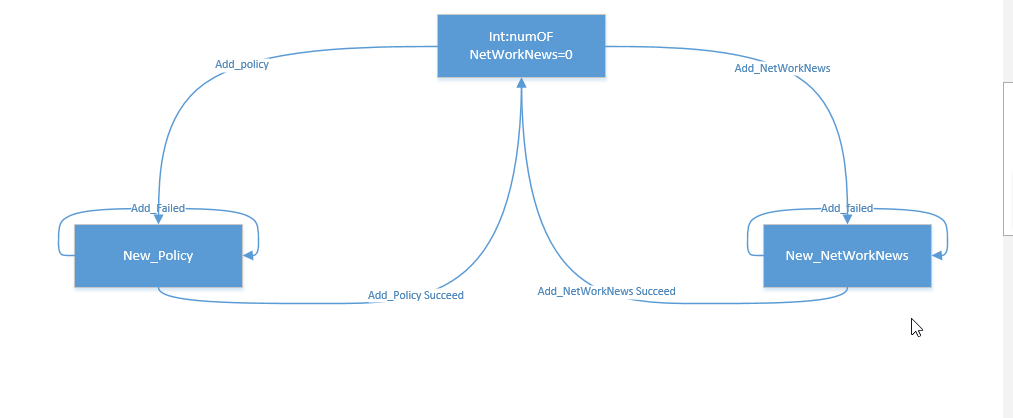 Int:numOF
NetWorkNews=0
Add_policy
Add_NetWorkNews
Add_Failed
Add_failed
New_Policy
New_NetWorkNews
Add_Policy Succeed
Add_NetWorkNews Succeed